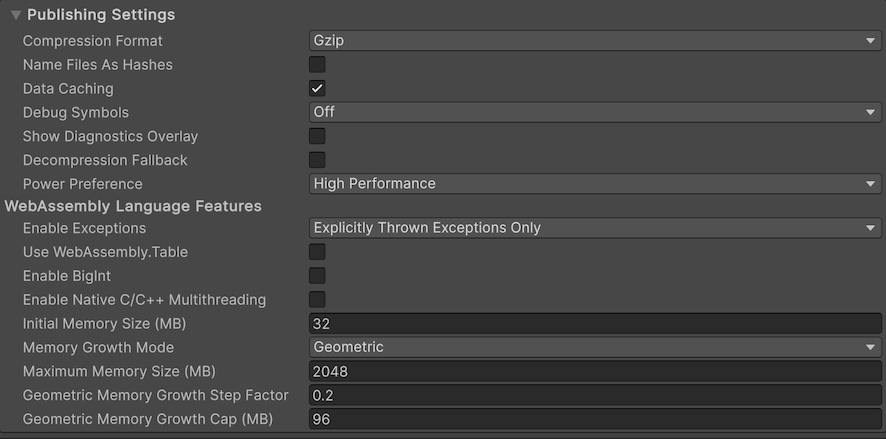 Publishing Settings
Compression Format Gzip
Name Files As Hashes
Data Caching
Debug Symbols Off
Show Diagnostics Overlay
Decompression Fallback
Power Preference High Performance
WebAssembly Language Features
Enable Exceptions Explicitly Thrown Exceptions Only
Use WebAssembly.Table
Enable BigInt
Enable Native C/C++ Multithreading
Initial Memory Size (MB) 32
Memory Growth Mode Geometric
Maximum Memory Size (MB) 2048
Geometric Memory Growth Step Factor 0.2
Geometric Memory Growth Cap (MB) 96